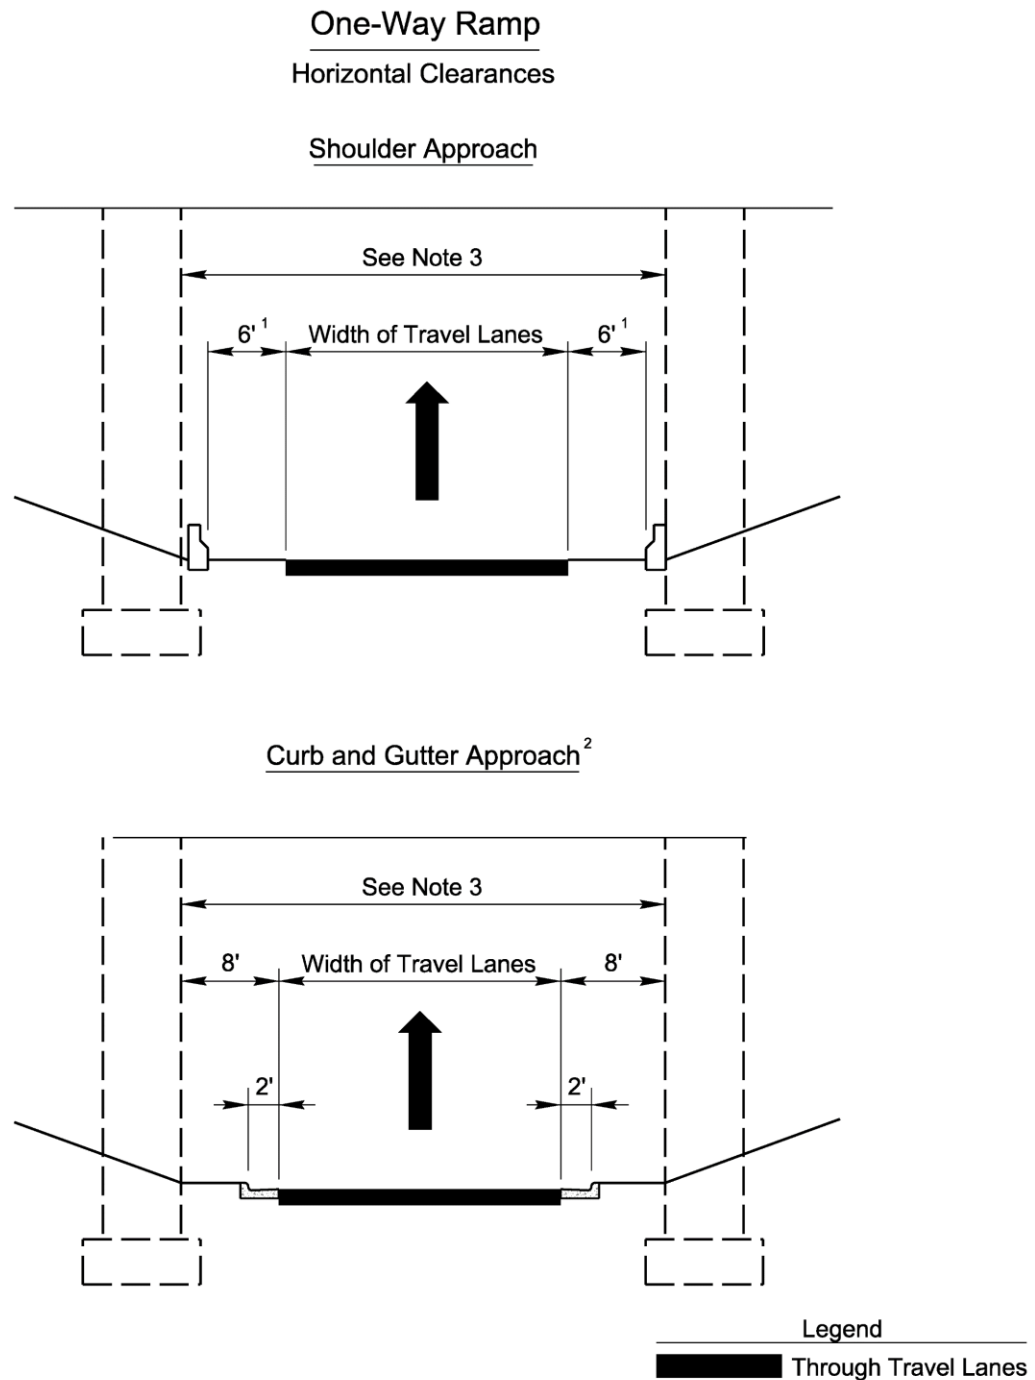 One-Way Ramp
Horizontal Clearances
Shoulder Approach
See Note 3
6' 1 Width of Travel Lanes 6' 1
Curb and Gutter Approach 2
See Note 3
8' Width of Travel Lanes 8'
2' 2'
Legend
Through Travel Lanes